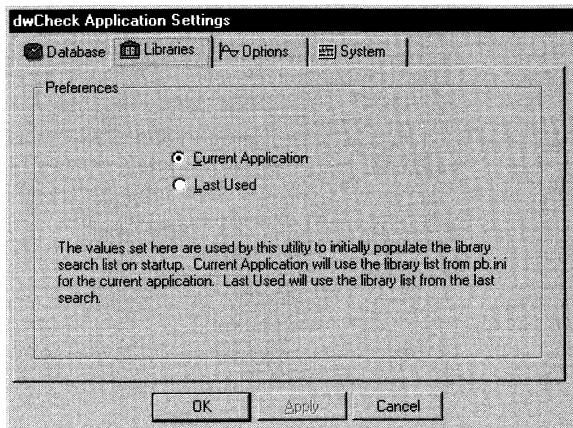 dwCheck Application Settings
Database Libraries Options System
Preferences
Current Application
Last Used
The values set here are used by this utility to initially populate the library
search list on startup. Current Application will use the library list from pb.ini
for the current application. Last Used will use the library list from the last
search.
OK Apply Cancel